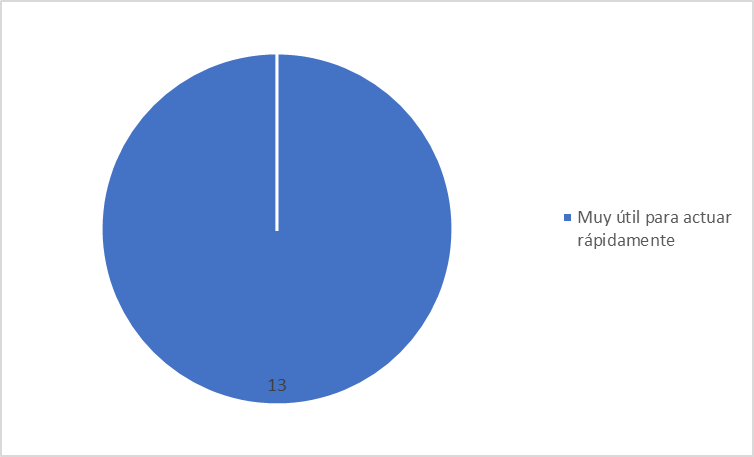 Muy útil para actuar
rápidamente
13